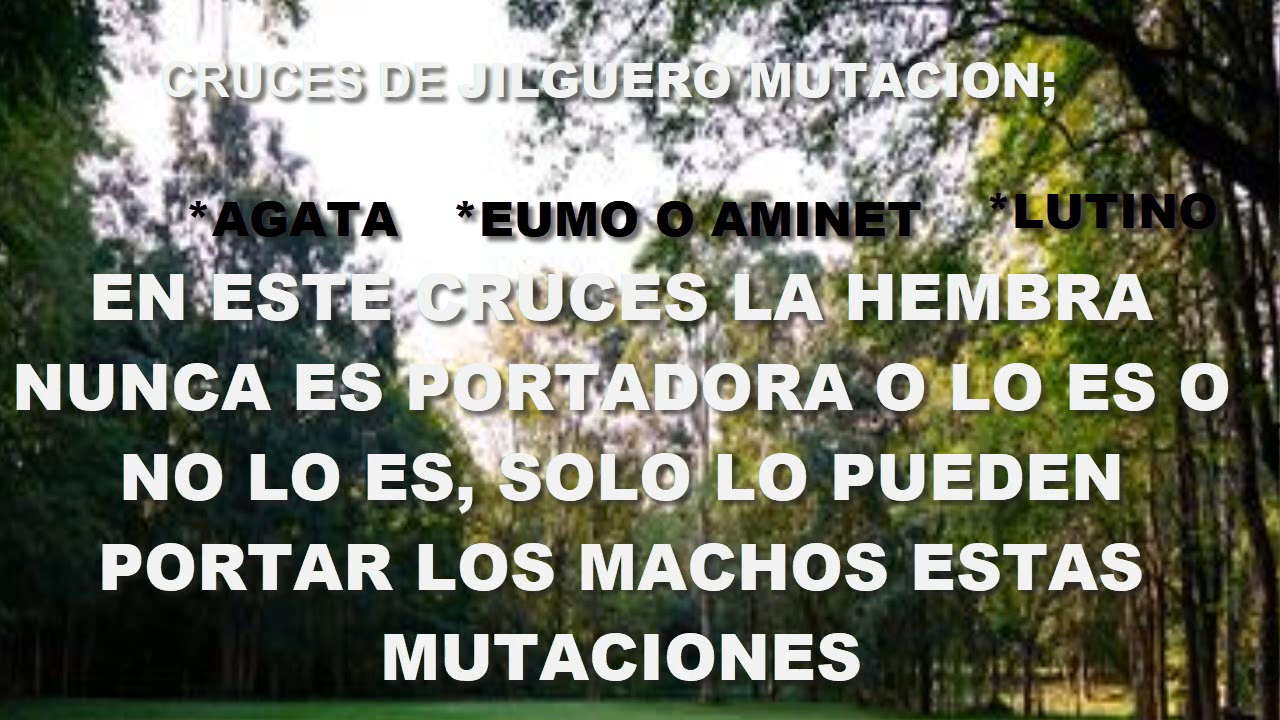 CRUCES DE JILGUERO MUTACION;
*AGATA *EUMO O AMINET *LUTINO
EN ESTE CRUCES LA HEMBRA
NUNCA ES PORTADORA O LO ES O
NO LO ES, SOLO LO PUEDEN
PORTAR LOS MACHOS ESTAS
MUTACIONES